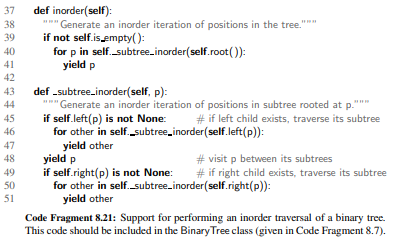 37 def inorder(self):
38 """Generate an inorder iteration of positions in the tree."""
39 if not self.is_empty():
40 for p in self._subtree_inorder(self.root()):
41 yield p
42
43 def _subtree_inorder(self, p):
44 """Generate an inorder iteration of positions in subtree rooted at p."""
45 if self.left(p) is not None: # if left child exists, traverse its subtree
46 for other in self._subtree_inorder(self.left(p)):
47 yield other
48 yield p # visit p between its subtrees
49 if self.right(p) is not None: # if right child exists, traverse its subtree
50 for other in self._subtree_inorder(self.right(p)):
51 yield other
Code Fragment 8.21: Support for performing an inorder traversal of a binary tree.
This code should be included in the BinaryTree class (given in Code Fragment 8.7).